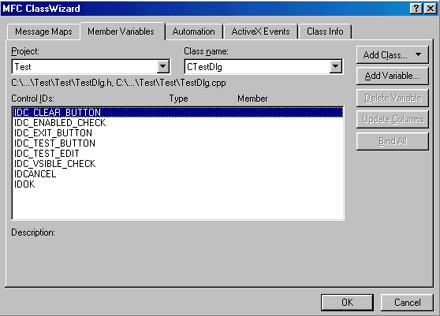 MFC ClassWizard
Message Maps Member Variables Automation ActiveX Events Class Info
Project: Class name:
Test CTestDlg
Add Class...
C:\...\Test\Test\TestDlg.h, C:\...\Test\Test\TestDlg.cpp
Add Variable...
Control IDs: Type Member
Delete Variable
IDC_CLEAR_BUTTON
IDC_ENABLED_CHECK
Update Columns
IDC_EXIT_BUTTON
IDC_TEST_BUTTON
Bind All
IDC_TEST_EDIT
IDC_VSIBLE_CHECK
IDCANCEL
IDOK
Description:
OK Cancel